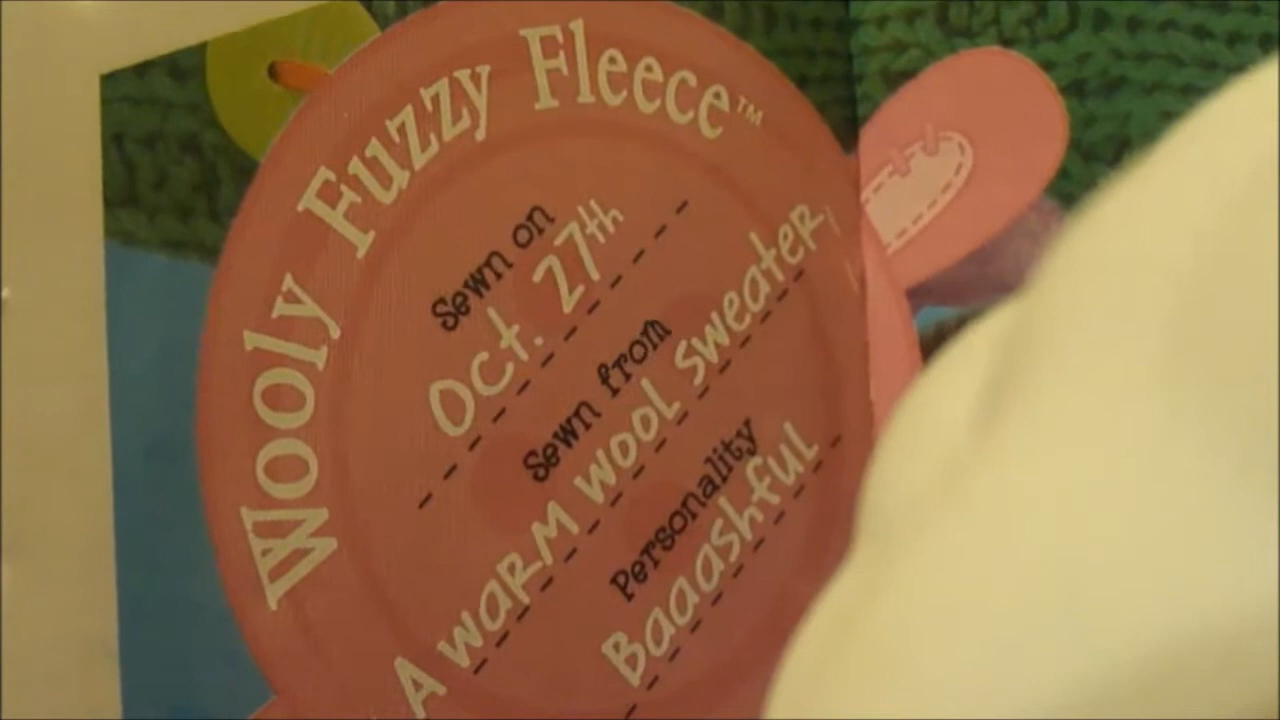 Wooly Fuzzy Fleece™
Sewn on
Oct. 27th
Sewn from
A warm wool sweater,
Personality
Baaashful